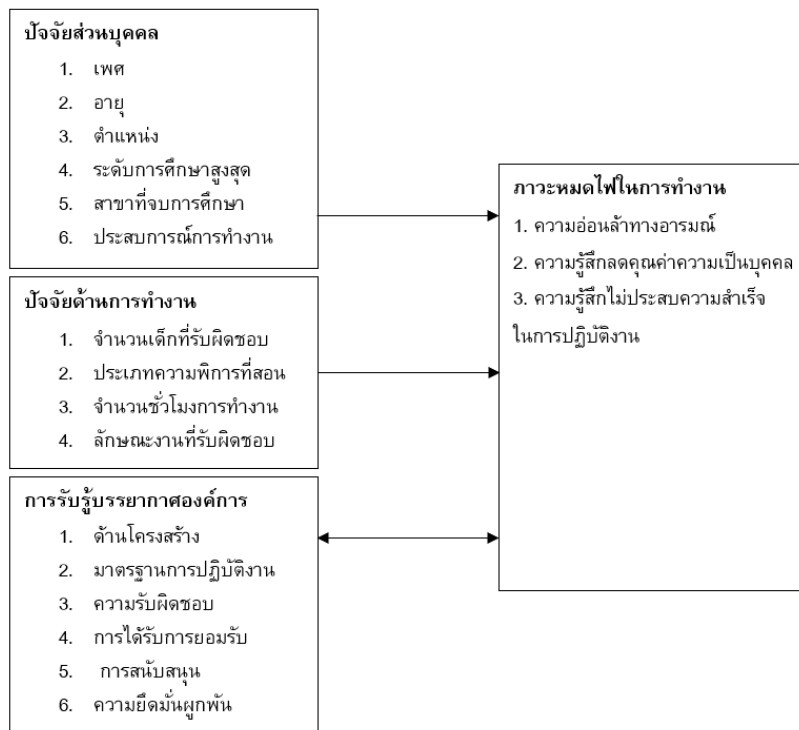 ปัจจัยส่วนบุคคล
1. เพศ
2. อายุ
3. ตำแหน่ง
4. ระดับการศึกษาสูงสุด
5. สาขาที่จบการศึกษา
6. ประสบการณ์การทำงาน
ปัจจัยด้านการทำงาน
1. จำนวนเด็กที่รับผิดชอบ
2. ประเภทความพิการที่สอน
3. จำนวนชั่วโมงการทำงาน
4. ลักษณะงานที่รับผิดชอบ
การรับรู้บรรยากาศองค์การ
1. ด้านโครงสร้าง
2. มาตรฐานการปฏิบัติงาน
3. ความรับผิดชอบ
4. การได้รับการยอมรับ
5. การสนับสนุน
6. ความยึดมั่นผูกพัน
ภาวะหมดไฟในการทำงาน
1. ความอ่อนล้าทางอารมณ์
2. ความรู้สึกลดคุณค่าความเป็นบุคคล
3. ความรู้สึกไม่ประสบความสำเร็จ
ในการปฏิบัติงาน